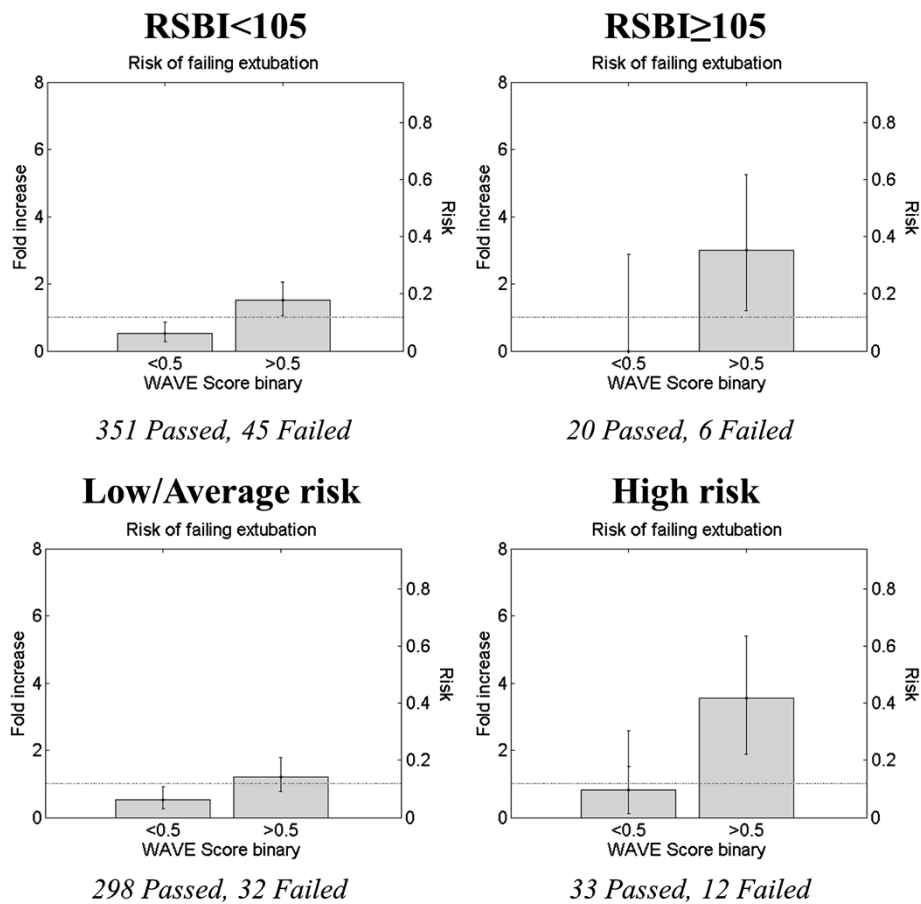 RSBI<105
Risk of failing extubation
8
6
4
2
0
Fold increase
0.8
0.6
0.4
0.2
0
Risk
<0.5 >0.5
WAVE Score binary
351 Passed, 45 Failed
RSBI≥105
Risk of failing extubation
8
6
4
2
0
Fold increase
0.8
0.6
0.4
0.2
0
Risk
<0.5 >0.5
WAVE Score binary
20 Passed, 6 Failed
Low/Average risk
Risk of failing extubation
8
6
4
2
0
Fold increase
0.8
0.6
0.4
0.2
0
Risk
<0.5 >0.5
WAVE Score binary
298 Passed, 32 Failed
High risk
Risk of failing extubation
8
6
4
2
0
Fold increase
0.8
0.6
0.4
0.2
0
Risk
<0.5 >0.5
WAVE Score binary
33 Passed, 12 Failed